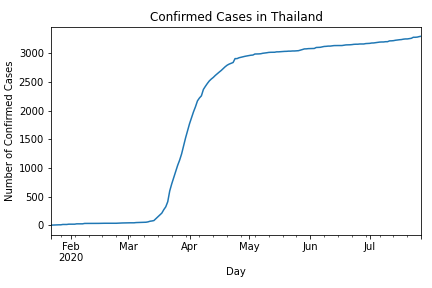 Confirmed Cases in Thailand
Number of Confirmed Cases
3000
2500
2000
1500
1000
500
0
Feb Mar Apr May Jun Jul
2020
Day